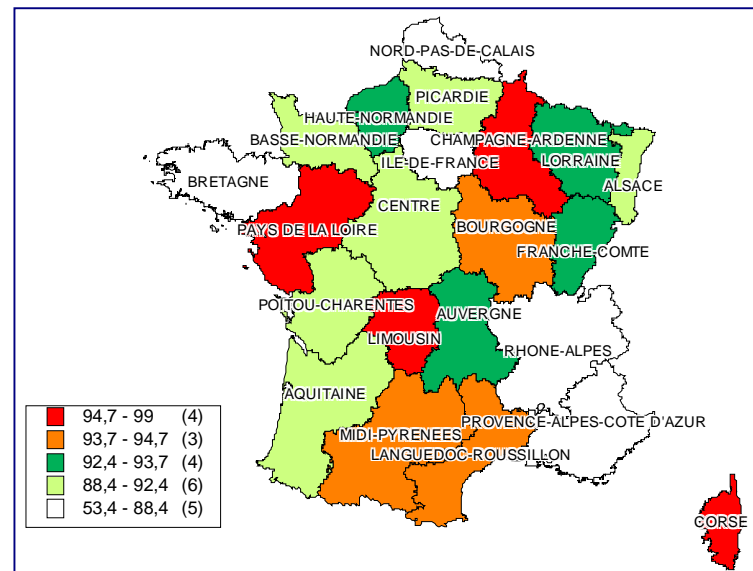 NORD-PAS-DE-CALAIS
PICARDIE
HAUTE-NORMANDIE
BASSE-NORMANDIE
CHAMPAGNE-ARDENNE
ILE-DE-FRANCE
LORRAINE
ALSACE
BRETAGNE
CENTRE
PAYS DE LA LOIRE
BOURGOGNE
FRANCHE-COMTE
POITOU-CHARENTES
AUVERGNE
LIMOUSIN
RHONE-ALPES
AQUITAINE
PROVENCE-ALPES-COTE D'AZUR
MIDI-PYRENEES
LANGUEDOC-ROUSSILLON
CORSE
94,7 - 99 (4)
93,7 - 94,7 (3)
92,4 - 93,7 (4)
88,4 - 92,4 (6)
53,4 - 88,4 (5)